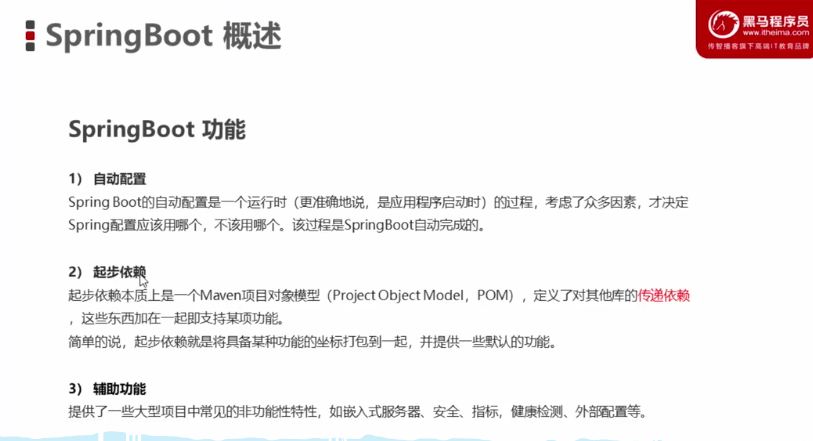 SpringBoot 概述
黑马程序员
www.itheima.com
传智播客旗下高端IT教育品牌
SpringBoot 功能
1） 自动配置
Spring Boot的自动配置是一个运行时（更准确地说，是应用程序启动时）的过程，考虑了众多因素，才决定
Spring配置应该用哪个，不该用哪个。该过程是SpringBoot自动完成的。
2） 起步依赖
起步依赖本质上是一个Maven项目对象模型（Project Object Model，POM），定义了对其他库的传递依赖
，这些东西加在一起即支持某项功能。
简单的说，起步依赖就是将具备某种功能的坐标打包到一起，并提供一些默认的功能。
3） 辅助功能
提供了一些大型项目中常见的非功能性特性，如嵌入式服务器、安全、指标，健康检测、外部配置等。